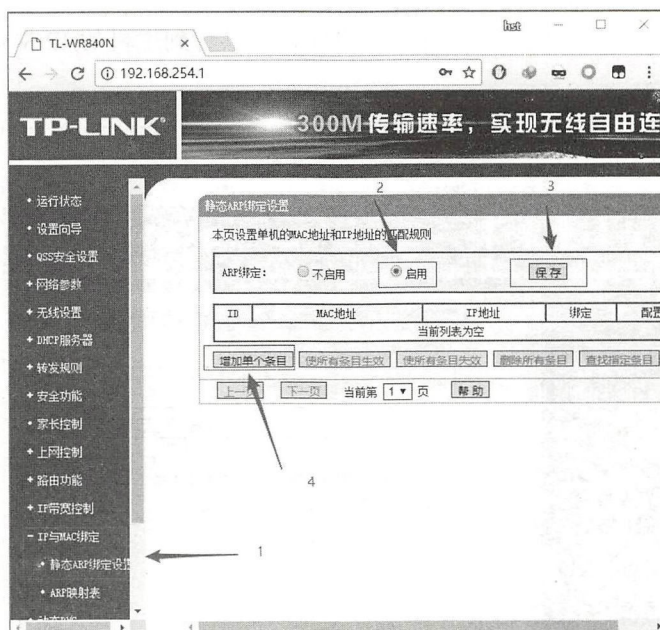 hst
TL-WR840N
192.168.254.1
TP-LINK®
300M 传输速率，实现无线自由连
• 运行状态
• 设置向导
• QSS安全设置
+ 网络参数
+ 无线设置
+ DHCP服务器
+ 转发规则
+ 安全功能
• 家长控制
+ 上网控制
+ 路由功能
+ IP带宽控制
- IP与MAC绑定
• 静态ARP绑定设置
• ARP映射表
1
静态ARP绑定设置
2
3
本页设置单机的MAC地址和IP地址的匹配规则
ARP绑定：
不启用
启用
保存
ID
MAC地址
IP地址
绑定
配置
当前列表为空
增加单个条目
使所有条目生效
使所有条目失效
删除所有条目
查找指定条目
上一页
下一页
当前第 1 页
帮助
4